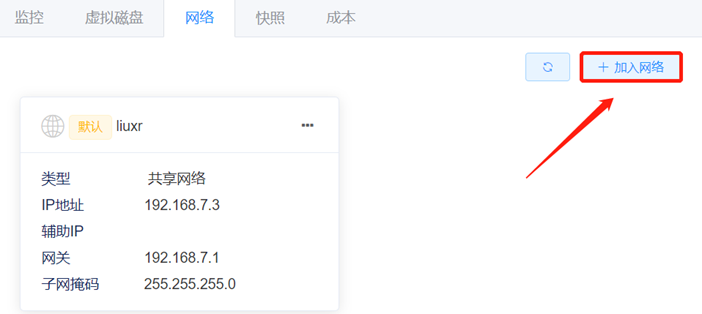 监控 虚拟磁盘 网络 快照 成本
+ 加入网络
默认 liuxr
类型 共享网络
IP地址 192.168.7.3
辅助IP
网关 192.168.7.1
子网掩码 255.255.255.0